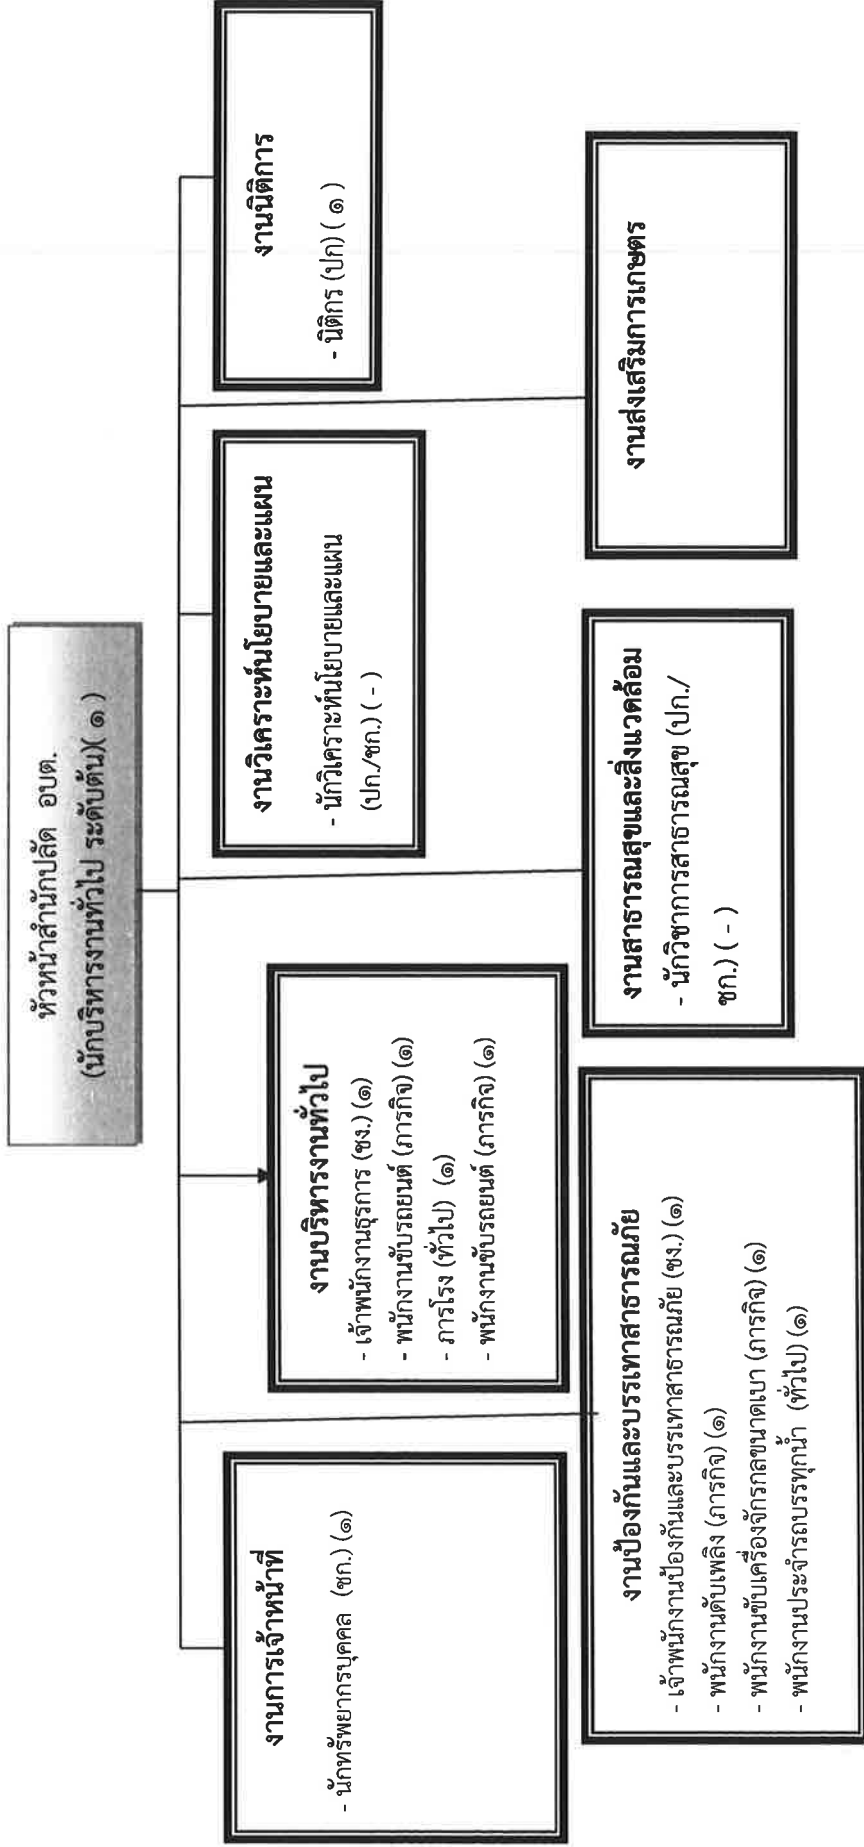 หัวหน้าสำนักปลัด อบต.
(นักบริหารงานทั่วไป ระดับต้น)( ๑ )
งานการเจ้าหน้าที่
- นักทรัพยากรบุคคล (ชก.) (๑)
งานบริหารงานทั่วไป
- เจ้าพนักงานธุรการ (ชง.) (๑)
- พนักงานขับรถยนต์ (ภารกิจ) (๑)
- ภารโรง (ทั่วไป) (๑)
- พนักงานขับรถยนต์ (ภารกิจ) (๑)
งานวิเคราะห์นโยบายและแผน
- นักวิเคราะห์นโยบายและแผน
(ปก./ชก.) ( - )
งานนิติการ
- นิติกร (ปก) ( ๑ )
งานป้องกันและบรรเทาสาธารณภัย
- เจ้าพนักงานป้องกันและบรรเทาสาธารณภัย (ชง.) (๑)
- พนักงานดับเพลิง (ภารกิจ) (๑)
- พนักงานขับเครื่องจักรกลขนาดเบา (ภารกิจ) (๑)
- พนักงานประจำรถบรรทุกน้ำ (ทั่วไป) (๑)
งานสาธารณสุขและสิ่งแวดล้อม
- นักวิชาการสาธารณสุข (ปก./
ชก.) ( - )
งานส่งเสริมการเกษตร